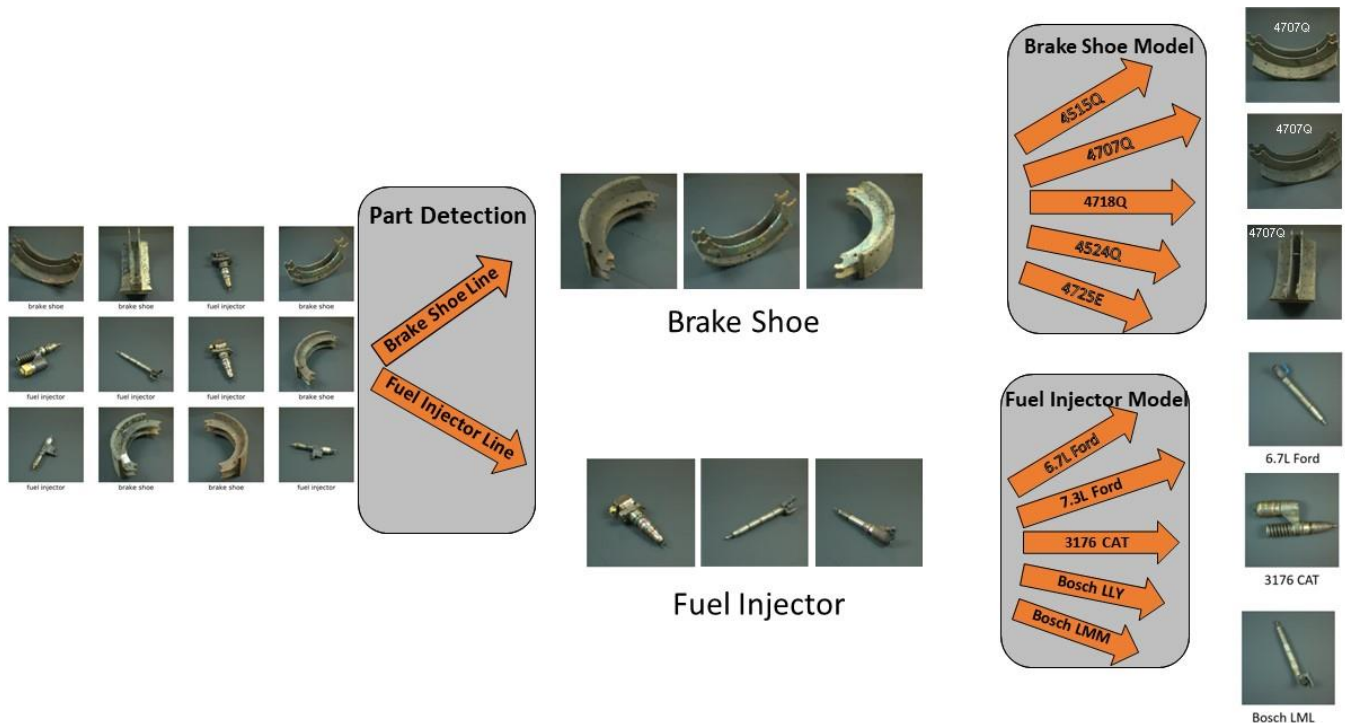 brake shoe
brake shoe
fuel injector
brake shoe
fuel injector
fuel injector
fuel injector
brake shoe
fuel injector
brake shoe
brake shoe
fuel injector
Part Detection
Brake Shoe Line
Fuel Injector Line
Brake Shoe
Fuel Injector
Brake Shoe Model
4515Q
4707Q
4718Q
4524Q
4725E
4707Q
4707Q
4707Q
Fuel Injector Model
6.7L Ford
7.3L Ford
3176 CAT
Bosch LLY
Bosch LMM
6.7L Ford
3176 CAT
Bosch LML